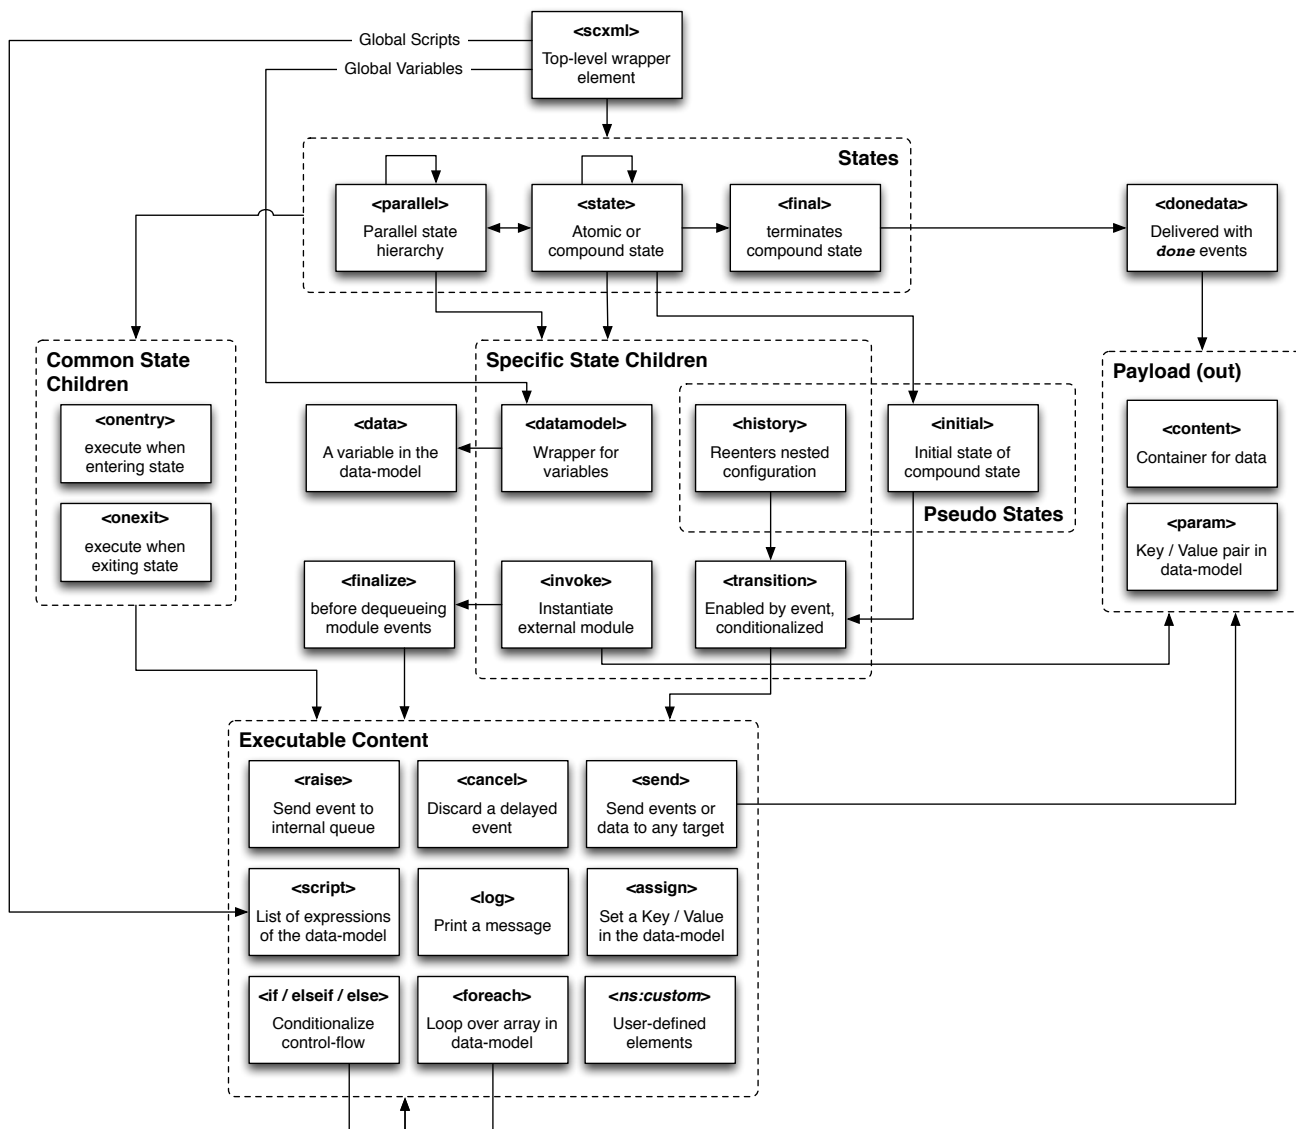 <scxml>
Top-level wrapper
element
Global Scripts
Global Variables
States
<parallel>
Parallel state
hierarchy
<state>
Atomic or
compound state
<final>
terminates
compound state
<donedata>
Delivered with
done events
Common State
Children
<onentry>
execute when
entering state
<onexit>
execute when
exiting state
Specific State Children
<data>
A variable in the
data-model
<datamodel>
Wrapper for
variables
<history>
Reenters nested
configuration
<initial>
Initial state of
compound state
Pseudo States
Payload (out)
<content>
Container for data
<param>
Key / Value pair in
data-model
<finalize>
before dequeueing
module events
<invoke>
Instantiate
external module
<transition>
Enabled by event,
conditionalized
Executable Content
<raise>
Send event to
internal queue
<cancel>
Discard a delayed
event
<send>
Send events or
data to any target
<script>
List of expressions
of the data-model
<log>
Print a message
<assign>
Set a Key / Value
in the data-model
<if / elseif / else>
Conditionalize
control-flow
<foreach>
Loop over array in
data-model
<ns:custom>
User-defined
elements